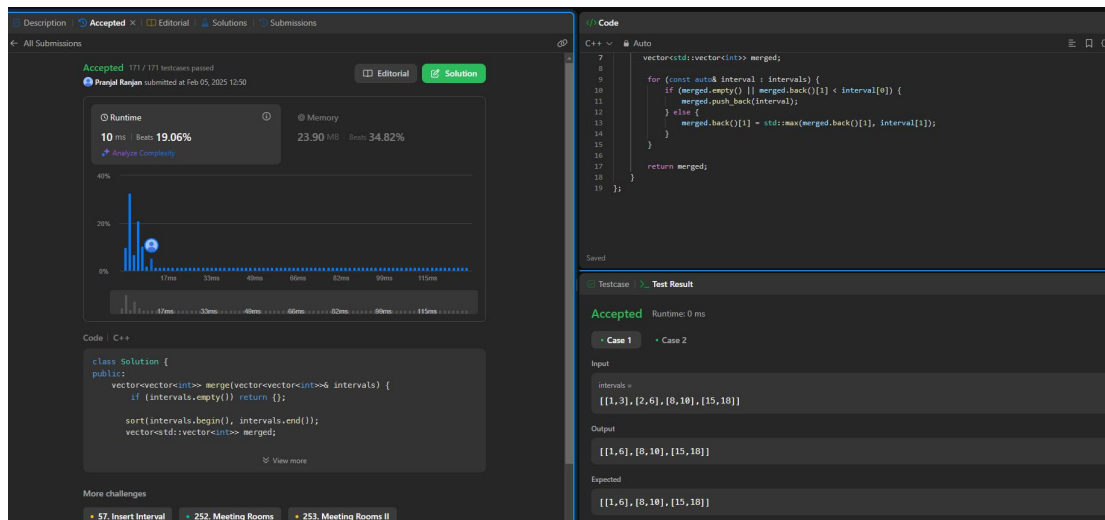 Description Accepted × Editorial Solutions Submissions
← All Submissions
Accepted 171 / 171 testcases passed
Pranjal Ranjan submitted at Feb 05, 2025 12:50
Editorial Solution
Runtime
10 ms Beats 19.06%
Analyze Complexity
Memory
23.90 MB Beats 34.82%
40%
20%
0%
17ms 33ms 49ms 66ms 82ms 99ms 115ms
17ms 33ms 49ms 66ms 82ms 99ms 115ms
Code | C++
class Solution {
public:
vector<vector<int>> merge(vector<vector<int>>& intervals) {
if (intervals.empty()) return {};
sort(intervals.begin(), intervals.end());
vector<std::vector<int>> merged;
View more
More challenges
57. Insert Interval 252. Meeting Rooms 253. Meeting Rooms II
</> Code
C++ Auto
7 vector<std::vector<int>> merged;
8
9 for (const auto& interval : intervals) {
10 if (merged.empty() || merged.back()[1] < interval[0]) {
11 merged.push_back(interval);
12 } else {
13 merged.back()[1] = std::max(merged.back()[1], interval[1]);
14 }
15 }
16
17 return merged;
18 }
19 };
Saved
Testcase >_ Test Result
Accepted Runtime: 0 ms
• Case 1 • Case 2
Input
intervals =
[[1,3],[2,6],[8,10],[15,18]]
Output
[[1,6],[8,10],[15,18]]
Expected
[[1,6],[8,10],[15,18]]